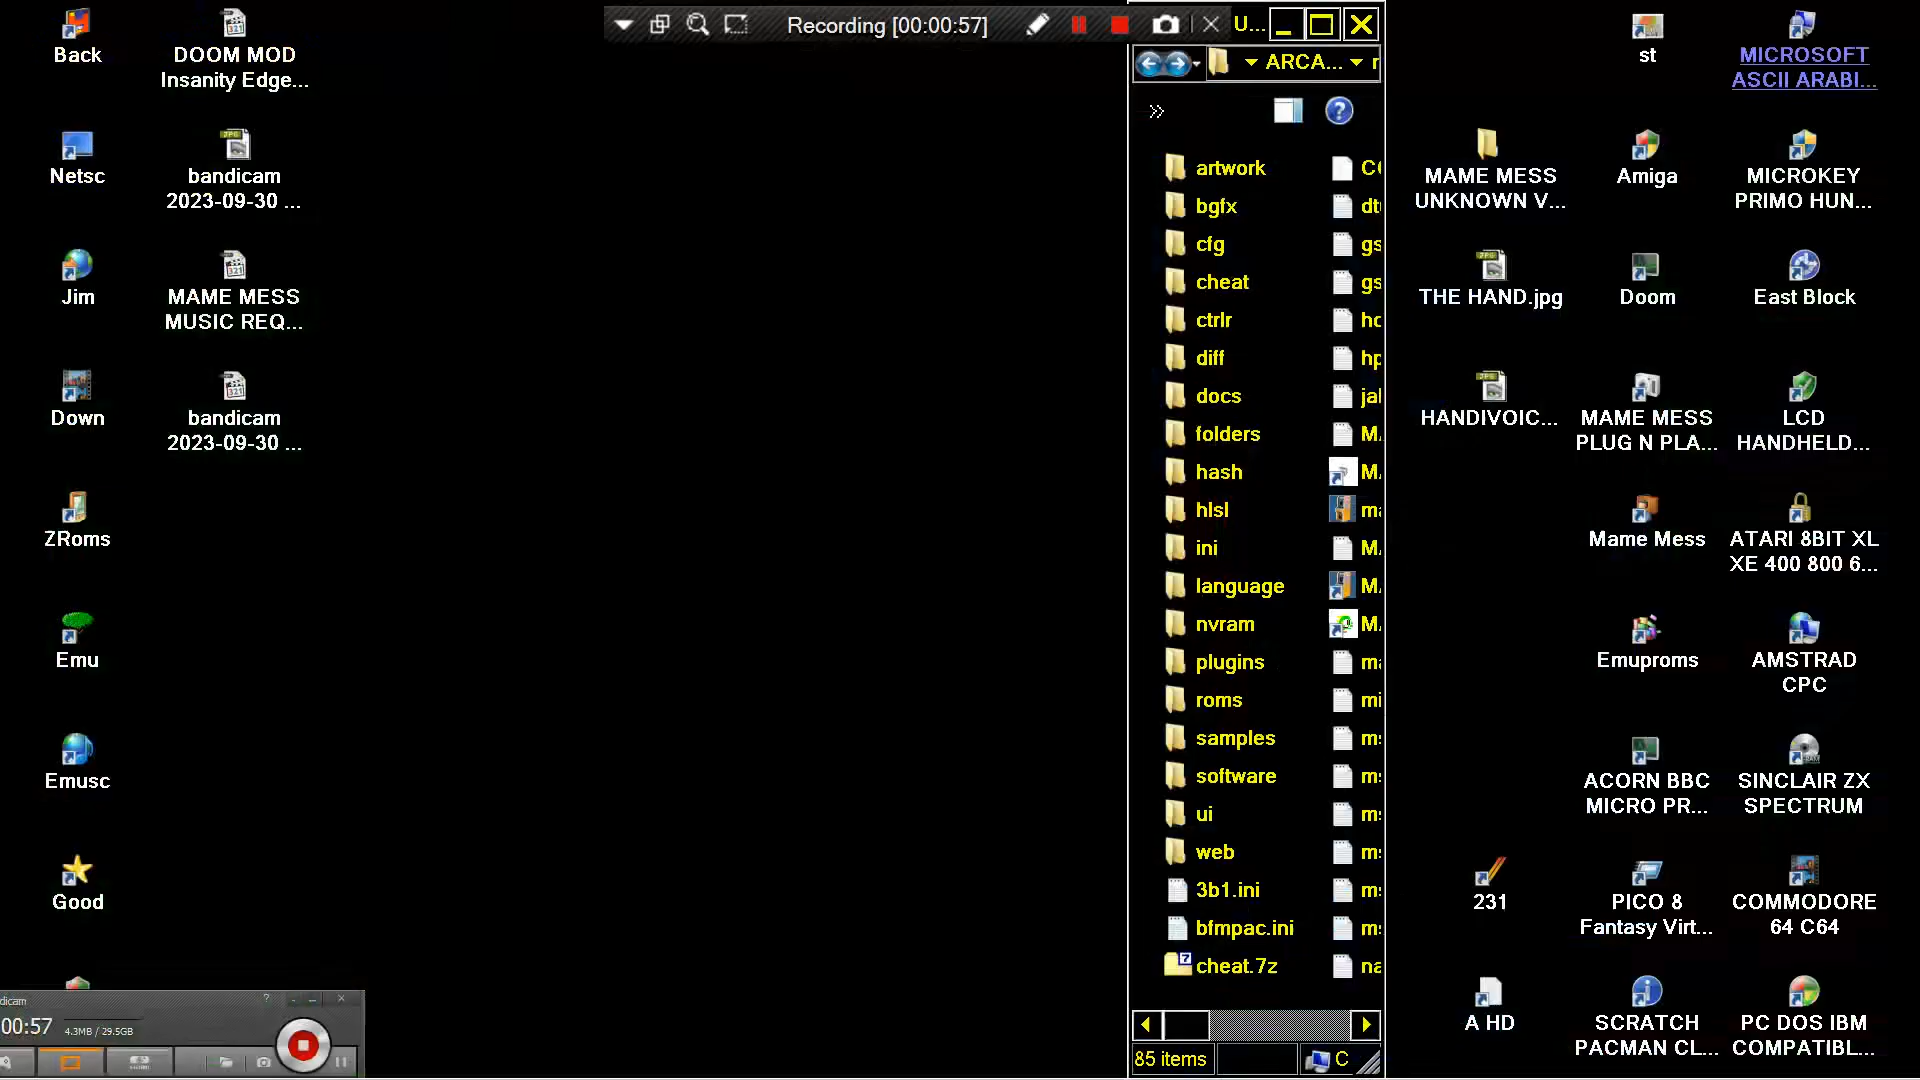 Back
DOOM MOD
Insanity Edge...
Netsc
bandicam
2023-09-30 ...
Jim
MAME MESS
MUSIC REQ...
Down
bandicam
2023-09-30 ...
ZRoms
Emu
Emusc
Good
dicam
00:57
4.3MB / 29.5GB
Recording [00:00:57]
U...
ARCA...
artwork
bgfx
cfg
cheat
ctrlr
diff
docs
folders
hash
hlsl
ini
language
nvram
plugins
roms
samples
software
ui
web
3b1.ini
bfmpac.ini
cheat.7z
85 items
C
st
MICROSOFT
ASCII ARABI...
MAME MESS
UNKNOWN V...
Amiga
MICROKEY
PRIMO HUN...
THE HAND.jpg
Doom
East Block
HANDIVOIC...
MAME MESS
PLUG N PLA...
LCD
HANDHELD...
Mame Mess
ATARI 8BIT XL
XE 400 800 6...
Emuproms
AMSTRAD
CPC
ACORN BBC
MICRO PR...
SINCLAIR ZX
SPECTRUM
231
PICO 8
Fantasy Virt...
COMMODORE
64 C64
A HD
SCRATCH
PACMAN CL...
PC DOS IBM
COMPATIBL...